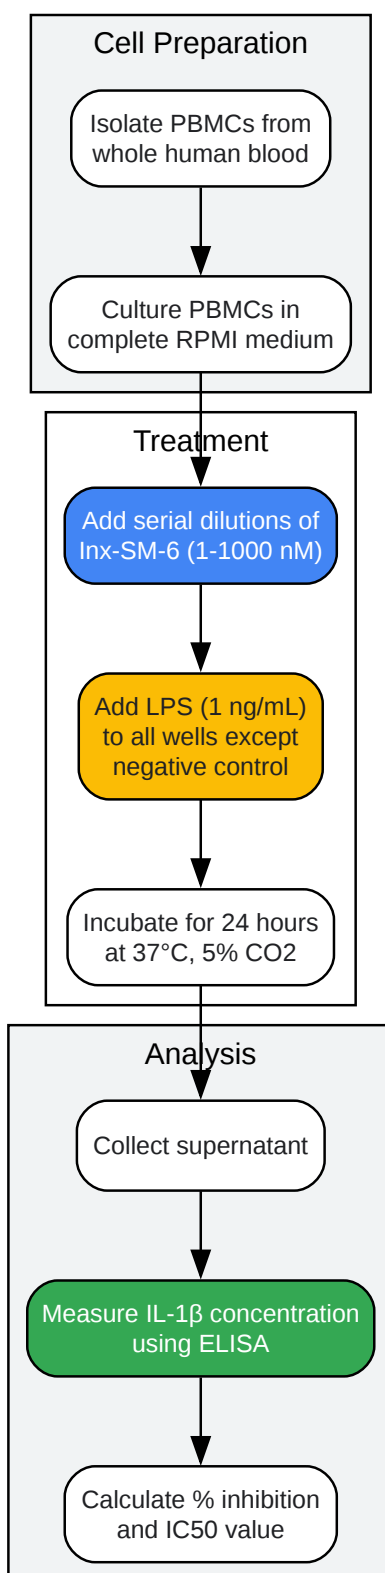 Cell Preparation
Isolate PBMCs from
whole human blood
Culture PBMCs in
complete RPMI medium
Treatment
Add serial dilutions of
Inx-SM-6 (1-1000 nM)
Add LPS (1 ng/mL)
to all wells except
negative control
Incubate for 24 hours
at 37°C, 5% CO2
Analysis
Collect supernatant
Measure IL-1β concentration
using ELISA
Calculate % inhibition
and IC50 value